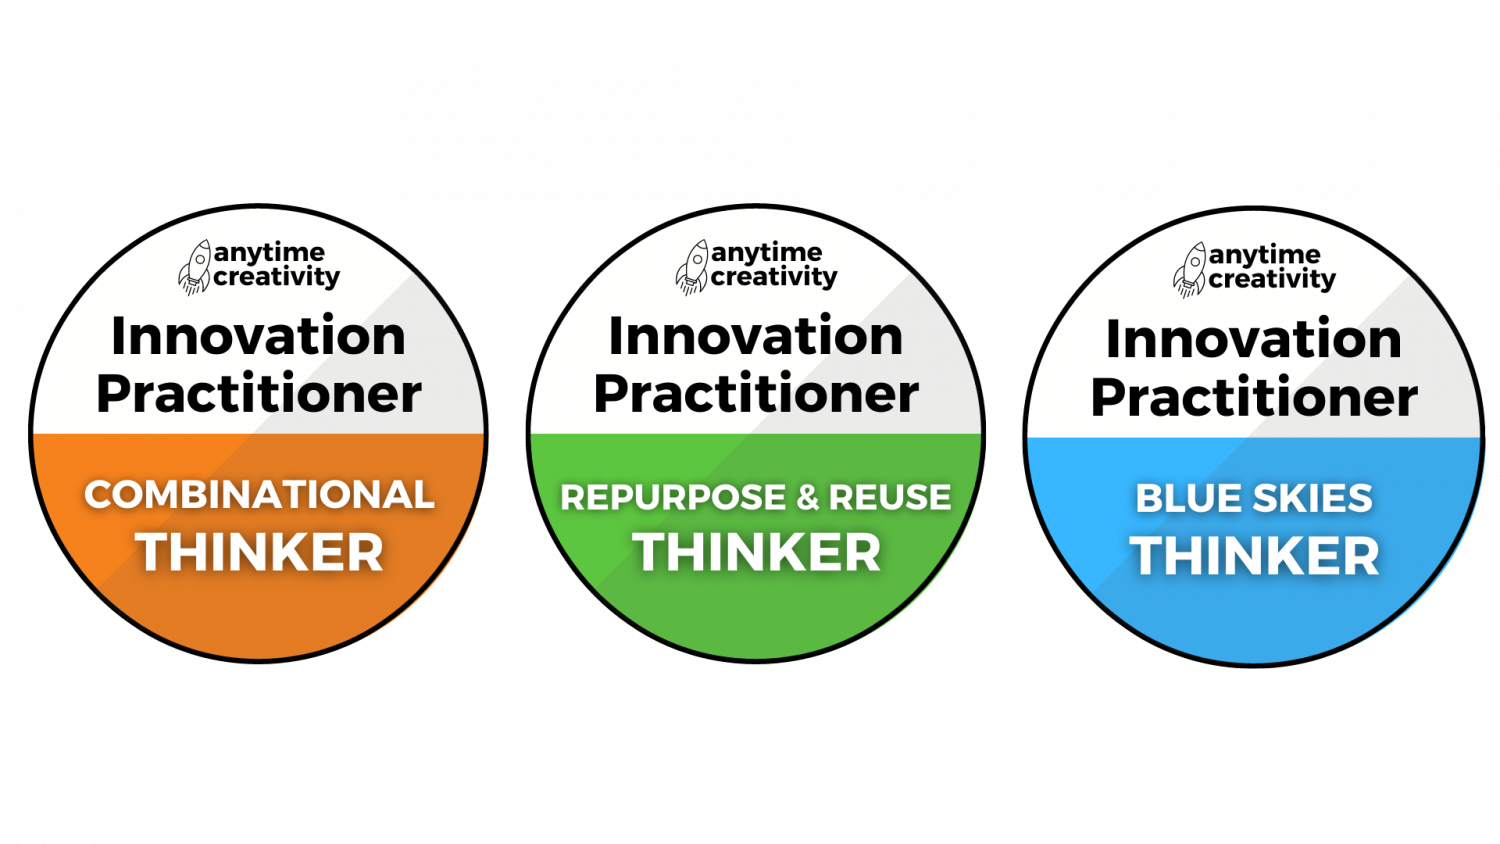 anytime
creativity
Innovation
Practitioner
COMBINATIONAL
THINKER
anytime
creativity
Innovation
Practitioner
REPURPOSE & REUSE
THINKER
anytime
creativity
Innovation
Practitioner
BLUE SKIES
THINKER